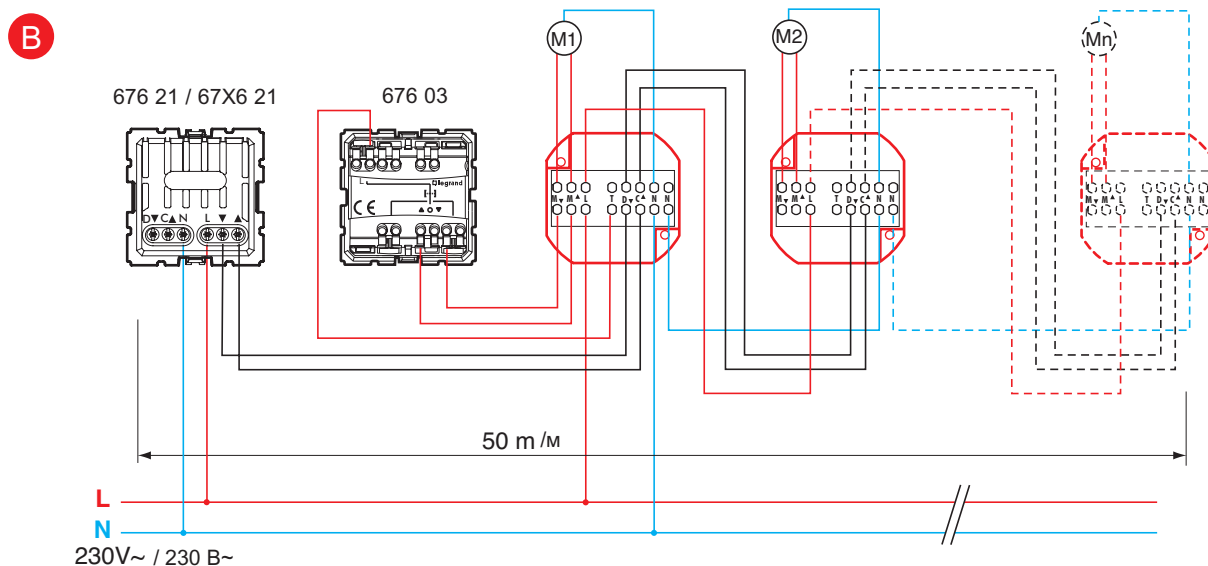 B
M1
M2
Mn
676 21 / 67X6 21
676 03
D▼ C▲ N L ▼ ▲
L
legrand
CE
▲ O ▼
M▼ M▲ L T D▼ C▲ N N
M▼ M▲ L T D▼ C▲ N N
M▼ M▲ L T D▼ C▲ N N
50 m /м
L
N
230V~ / 230 В~